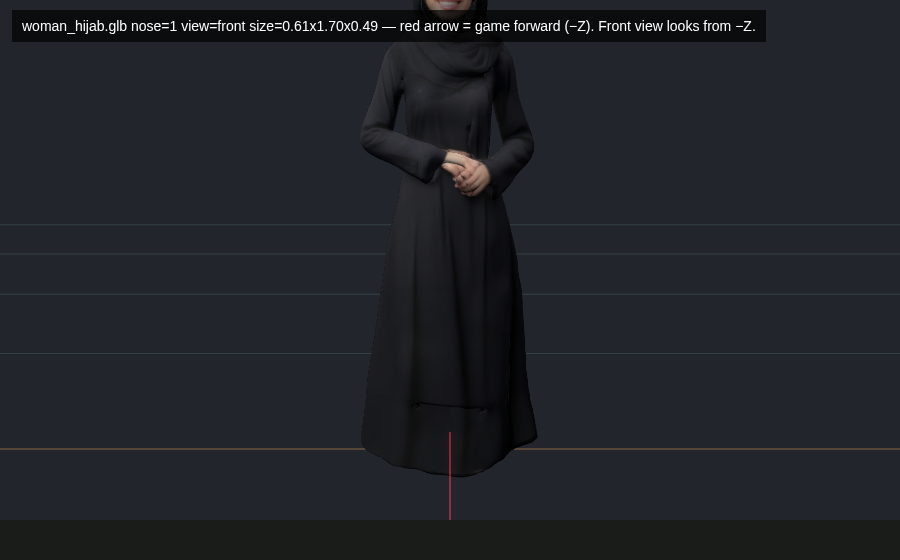 woman_hijab.glb nose=1 view=front size=0.61x1.70x0.49 — red arrow = game forward (−Z). Front view looks from −Z.